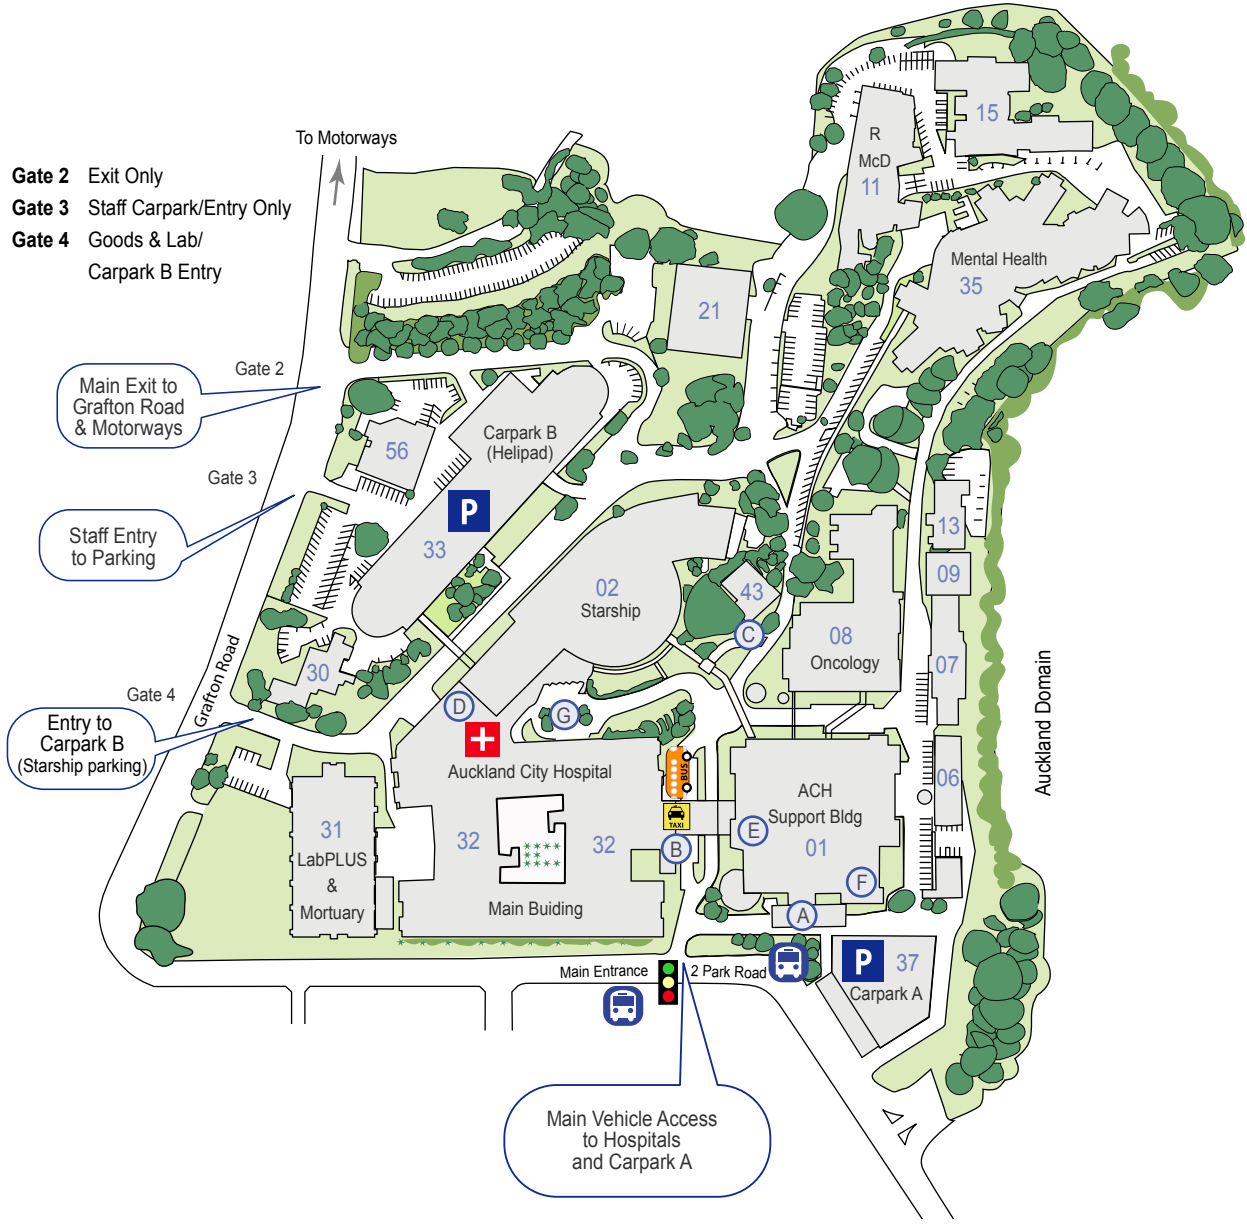 To Motorways
Gate 2 Exit Only
Gate 3 Staff Carpark/Entry Only
Gate 4 Goods & Lab/
Carpark B Entry
15
R
McD
11
Mental Health
35
21
Gate 2
Main Exit to
Grafton Road
& Motorways
Carpark B
(Helipad)
56
Gate 3
P
33
Staff Entry
to Parking
13
09
02
Starship
43
C
08
Oncology
07
30
Grafton Road
Gate 4
Entry to
Carpark B
(Starship parking)
D
G
Auckland Domain
Auckland City Hospital
BUS
TAXI
06
ACH
Support Bldg
E
01
B
F
A
31
LabPLUS
&
Mortuary
32
32
Main Buiding
Main Entrance
2 Park Road
P
37
Carpark A
Main Vehicle Access
to Hospitals
and Carpark A